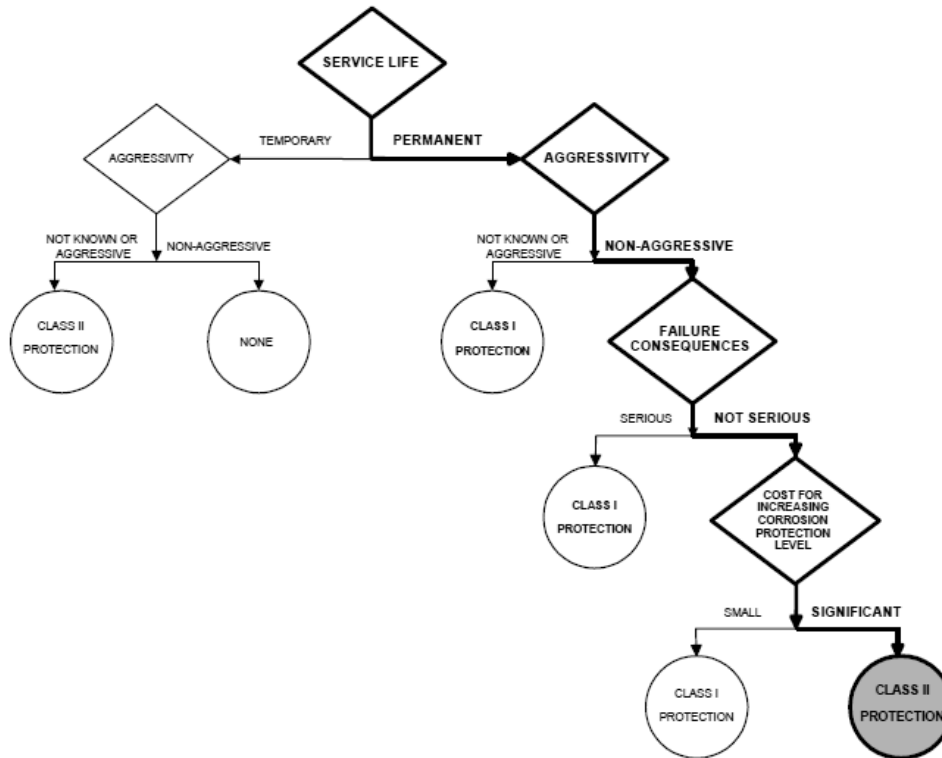 SERVICE LIFE
TEMPORARY
PERMANENT
AGGRESSIVITY
AGGRESSIVITY
NOT KNOWN OR
AGGRESSIVE
NON-AGGRESSIVE
NOT KNOWN OR
AGGRESSIVE
NON-AGGRESSIVE
CLASS II
PROTECTION
NONE
CLASS I
PROTECTION
FAILURE
CONSEQUENCES
SERIOUS
NOT SERIOUS
CLASS I
PROTECTION
COST FOR
INCREASING
CORROSION
PROTECTION
LEVEL
SMALL
SIGNIFICANT
CLASS I
PROTECTION
CLASS II
PROTECTION